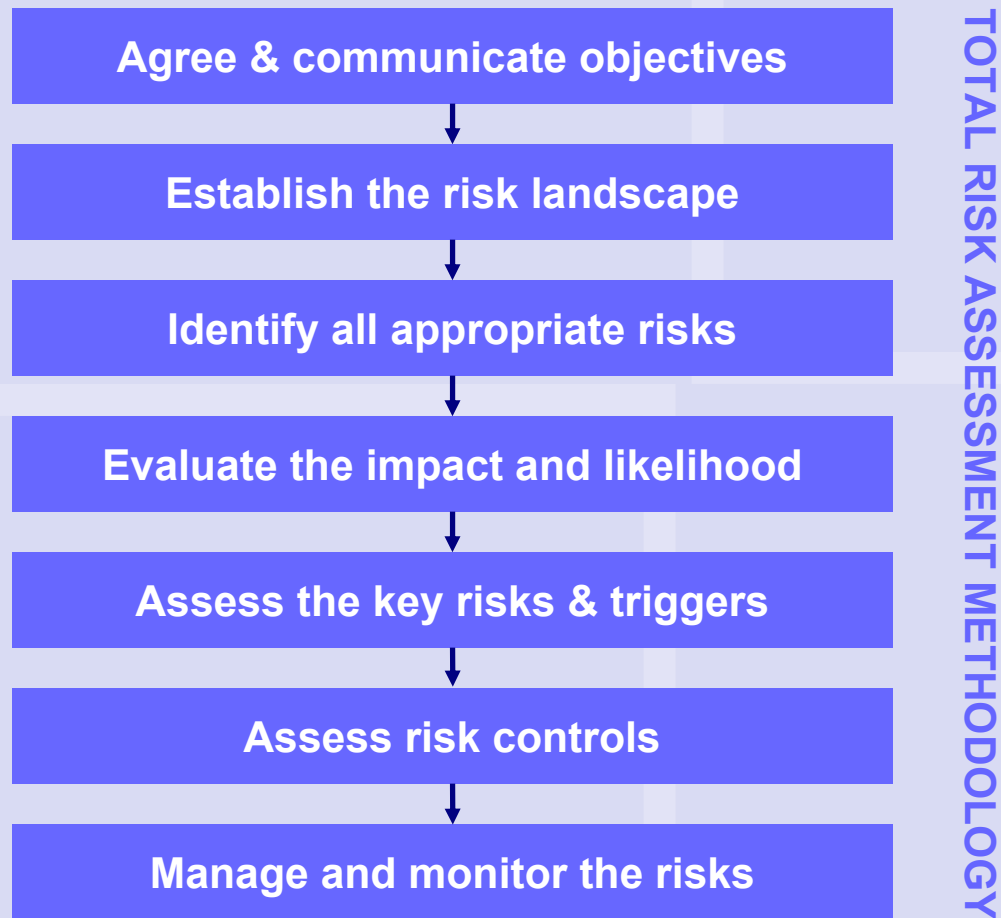 Agree & communicate objectives
Establish the risk landscape
Identify all appropriate risks
Evaluate the impact and likelihood
Assess the key risks & triggers
Assess risk controls
Manage and monitor the risks
TOTAL RISK ASSESSMENT METHODOLOGY